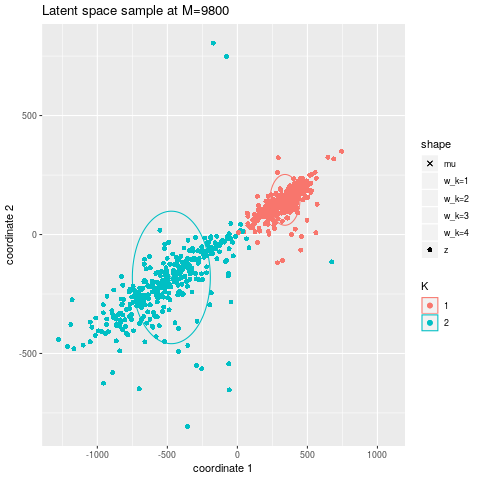 Latent space sample at M=9800
coordinate 2
500
0
-500
-1000
-500
0
500
1000
coordinate 1
shape
mu
w_k=1
w_k=2
w_k=3
w_k=4
z
K
1
2